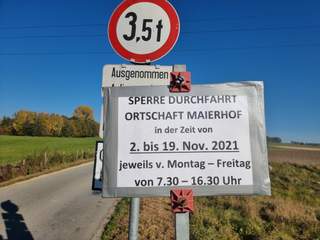 3,5t
Ausgenommen
SPERRE DURCHFAHRT
ORTSCHAFT MAIERHOF
in der Zeit von
2. bis 19. Nov. 2021
jeweils v. Montag – Freitag
von 7.30 – 16.30 Uhr